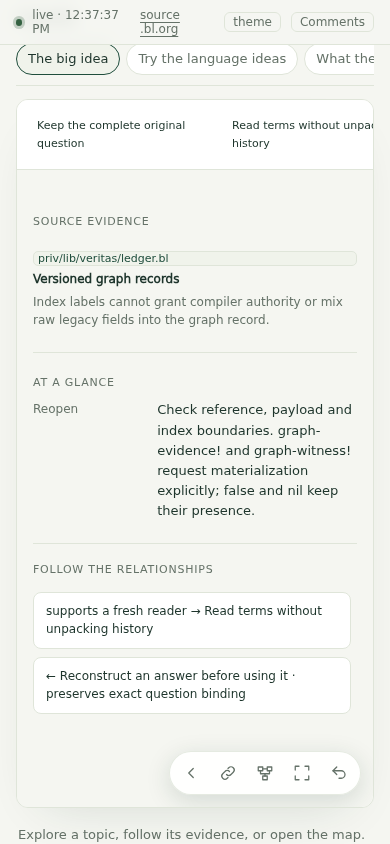 live · 12:37:37
PM
source
.bl.org
theme
Comments
The big idea
Try the language ideas
What the
Keep the complete original
question
Read terms without unpac
history
SOURCE EVIDENCE
priv/lib/veritas/ledger.bl
Versioned graph records
Index labels cannot grant compiler authority or mix
raw legacy fields into the graph record.
AT A GLANCE
Reopen
Check reference, payload and
index boundaries. graph-
evidence! and graph-witness!
request materialization
explicitly; false and nil keep
their presence.
FOLLOW THE RELATIONSHIPS
supports a fresh reader → Read terms without
unpacking history
← Reconstruct an answer before using it ·
preserves exact question binding
Explore a topic, follow its evidence, or open the map.